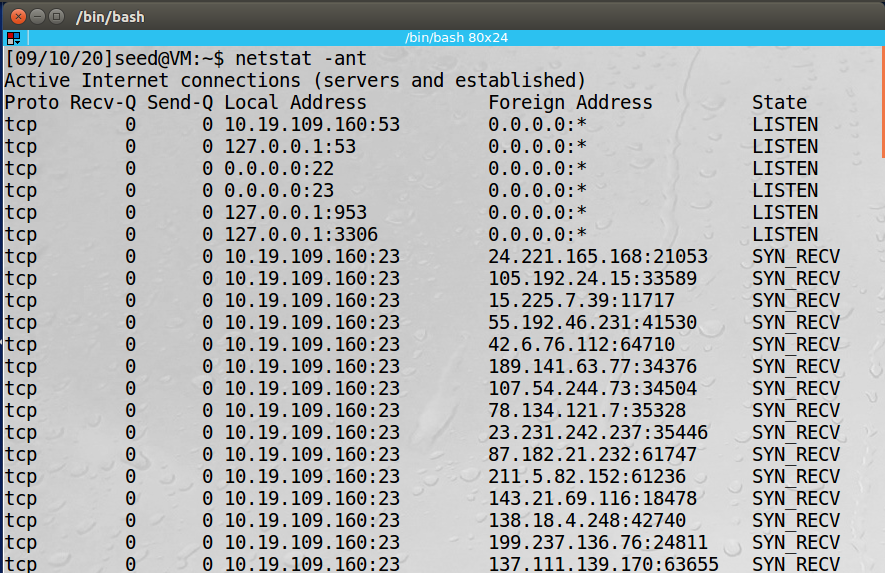 /bin/bash
/bin/bash 80x24
[09/10/20]seed@VM:~$ netstat -ant
Active Internet connections (servers and established)
Proto Recv-Q Send-Q Local Address           Foreign Address         State
tcp        0      0 10.19.109.160:53        0.0.0.0:*               LISTEN
tcp        0      0 127.0.0.1:53            0.0.0.0:*               LISTEN
tcp        0      0 0.0.0.0:22              0.0.0.0:*               LISTEN
tcp        0      0 0.0.0.0:23              0.0.0.0:*               LISTEN
tcp        0      0 127.0.0.1:953           0.0.0.0:*               LISTEN
tcp        0      0 127.0.0.1:3306          0.0.0.0:*               LISTEN
tcp        0      0 10.19.109.160:23        24.221.165.168:21053    SYN_RECV
tcp        0      0 10.19.109.160:23        105.192.24.15:33589     SYN_RECV
tcp        0      0 10.19.109.160:23        15.225.7.39:11717       SYN_RECV
tcp        0      0 10.19.109.160:23        55.192.46.231:41530     SYN_RECV
tcp        0      0 10.19.109.160:23        42.6.76.112:64710       SYN_RECV
tcp        0      0 10.19.109.160:23        189.141.63.77:34376     SYN_RECV
tcp        0      0 10.19.109.160:23        107.54.244.73:34504     SYN_RECV
tcp        0      0 10.19.109.160:23        78.134.121.7:35328      SYN_RECV
tcp        0      0 10.19.109.160:23        23.231.242.237:35446    SYN_RECV
tcp        0      0 10.19.109.160:23        87.182.21.232:61747     SYN_RECV
tcp        0      0 10.19.109.160:23        211.5.82.152:61236      SYN_RECV
tcp        0      0 10.19.109.160:23        143.21.69.116:18478     SYN_RECV
tcp        0      0 10.19.109.160:23        138.18.4.248:42740      SYN_RECV
tcp        0      0 10.19.109.160:23        199.237.136.76:24811    SYN_RECV
tcp        0      0 10.19.109.160:23        137.111.139.170:63655   SYN_RECV